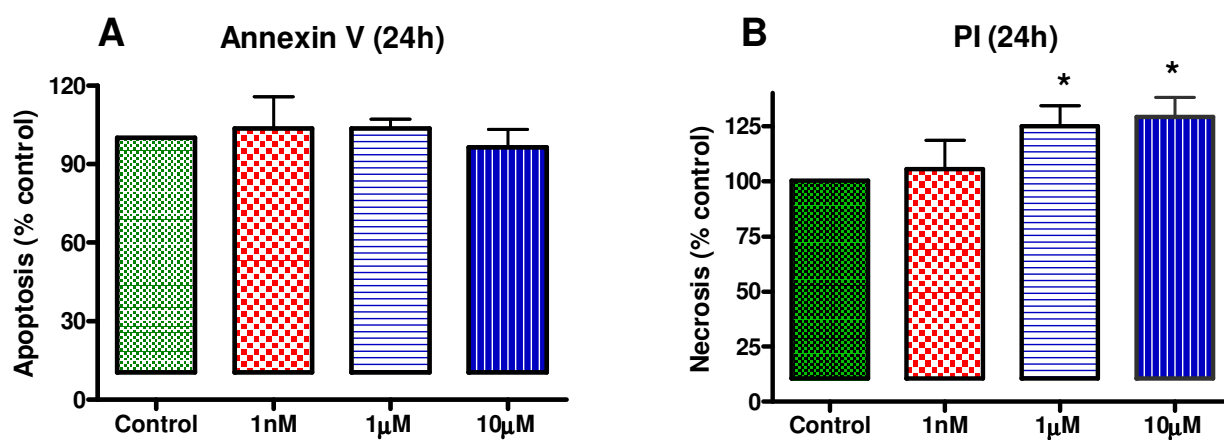 A
Annexin V (24h)
Apoptosis (% control)
120
90
60
30
0
Control 1nM 1μM 10μM
B
PI (24h)
* *
Necrosis (% control)
125
100
75
50
25
0
Control 1nM 1μM 10μM